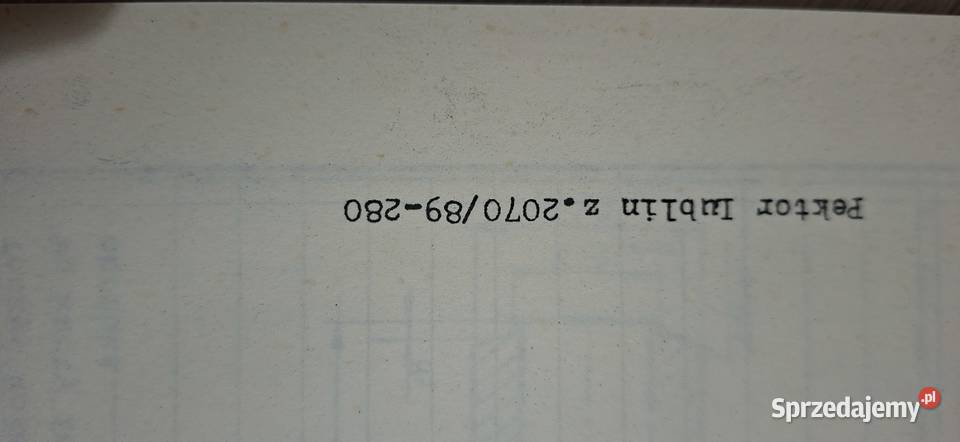 Pektor Lublin z.2070/89-280
Sprzedajemy.pl